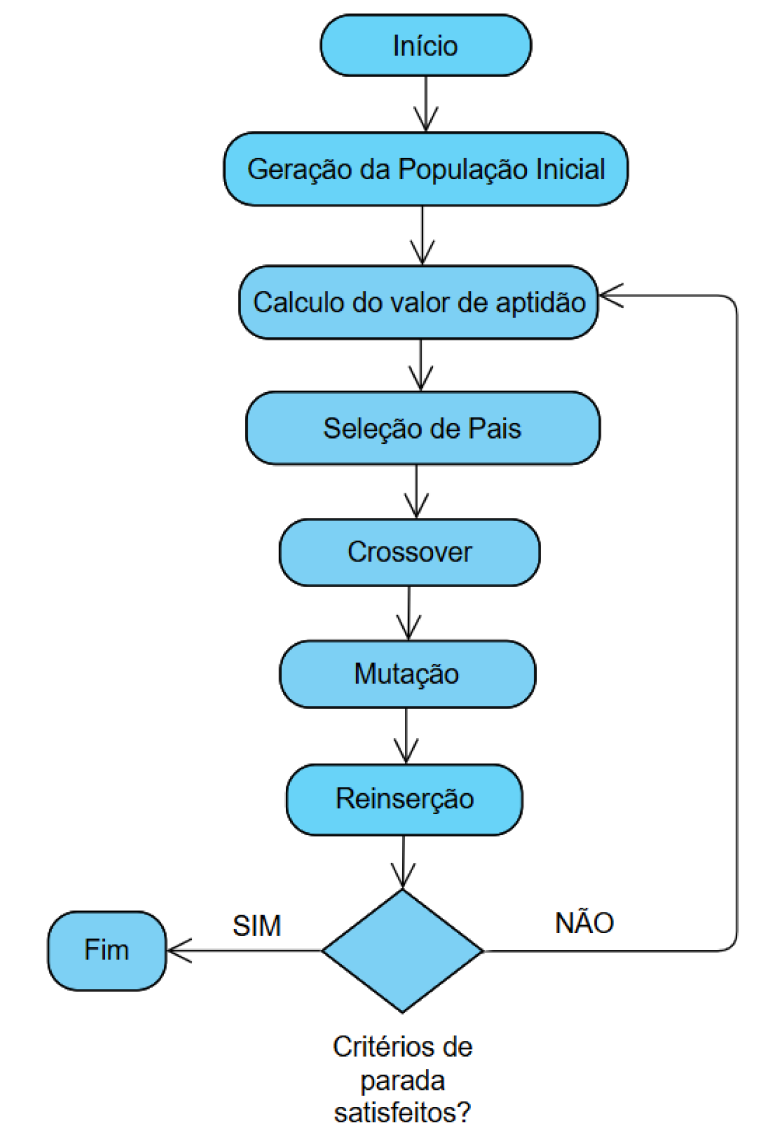 Início
Geração da População Inicial
Calculo do valor de aptidão
Seleção de Pais
Crossover
Mutação
Reinserção
SIM
NÃO
Fim
Critérios de
parada
satisfeitos?